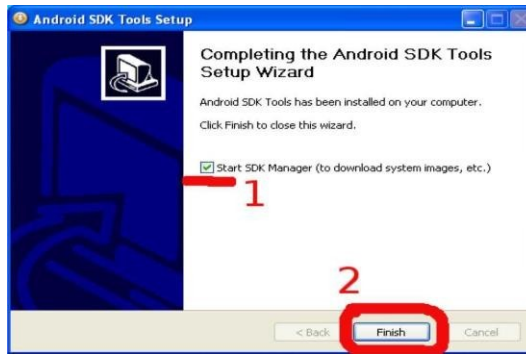 Android SDK Tools Setup
Completing the Android SDK Tools
Setup Wizard
Android SDK Tools has been installed on your computer.
Click Finish to close this wizard.
Start SDK Manager (to download system images, etc.)
1
2
< Back
Finish
Cancel